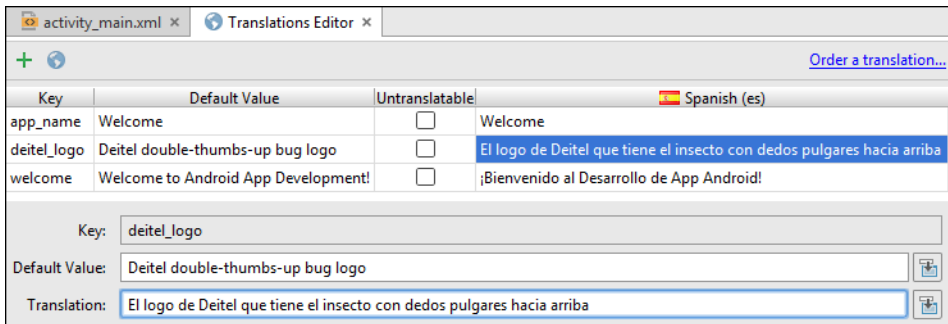 activity_main.xml × Translations Editor ×
Order a translation...
Key Default Value Untranslatable Spanish (es)
app_name Welcome Welcome
deitel_logo Deitel double-thumbs-up bug logo El logo de Deitel que tiene el insecto con dedos pulgares hacia arriba
welcome Welcome to Android App Development! ¡Bienvenido al Desarrollo de App Android!
Key: deitel_logo
Default Value: Deitel double-thumbs-up bug logo
Translation: El logo de Deitel que tiene el insecto con dedos pulgares hacia arriba